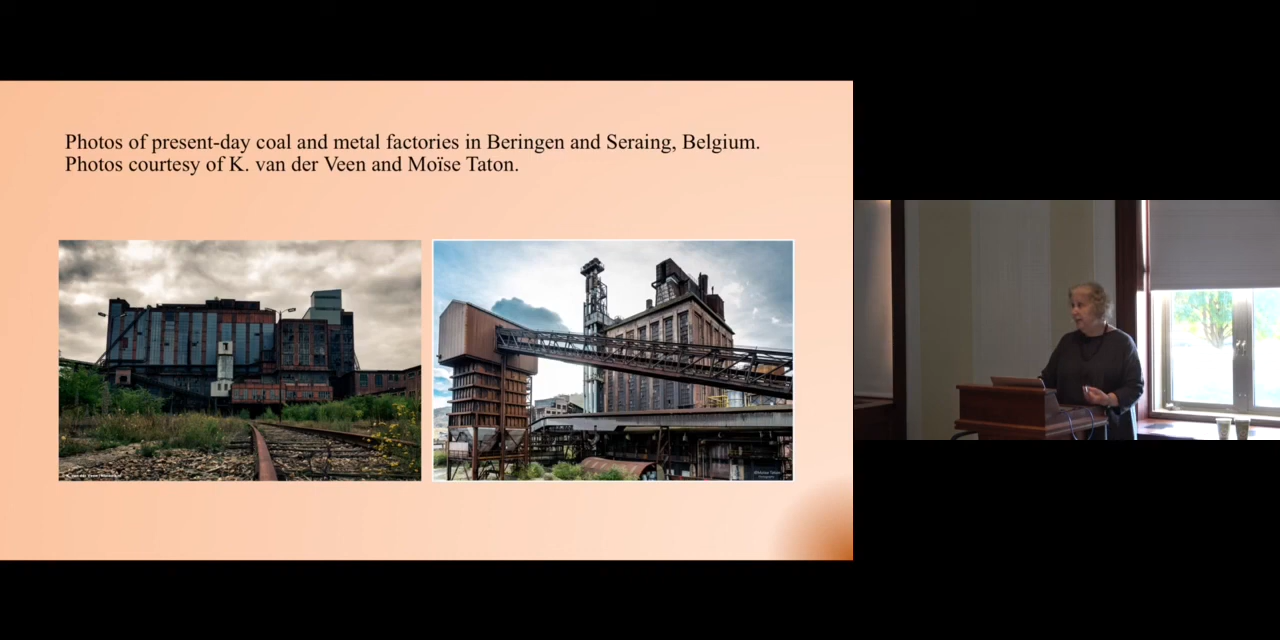 Photos of present-day coal and metal factories in Beringen and Seraing, Belgium.
Photos courtesy of K. van der Veen and Moïse Taton.